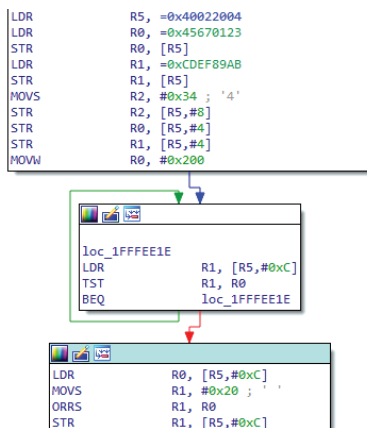 LDR R5, =0x40022004
LDR R0, =0x45670123
STR R0, [R5]
LDR R1, =0xCDEF89AB
STR R1, [R5]
MOVS R2, #0x34 ; '4'
STR R2, [R5,#8]
STR R0, [R5,#4]
STR R1, [R5,#4]
MOVW R0, #0x200
loc_1FFFEE1E
LDR R1, [R5,#0xC]
TST R1, R0
BEQ loc_1FFFEE1E
LDR R0, [R5,#0xC]
MOVS R1, #0x20 ; ' '
ORRS R1, R0
STR R1, [R5,#0xC]